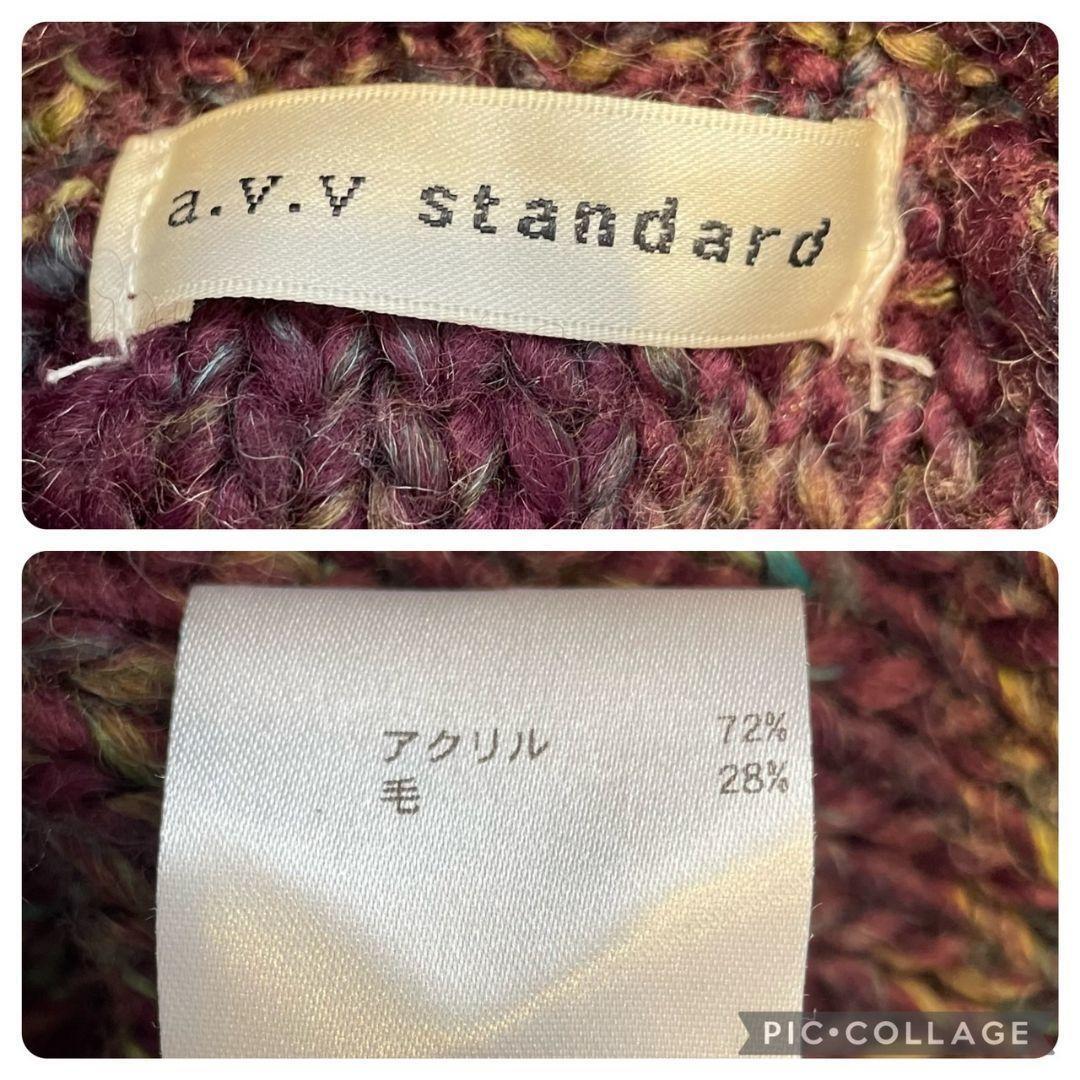 a.v.v standard
アクリル 72%
毛 28%
PIC•COLLAGE